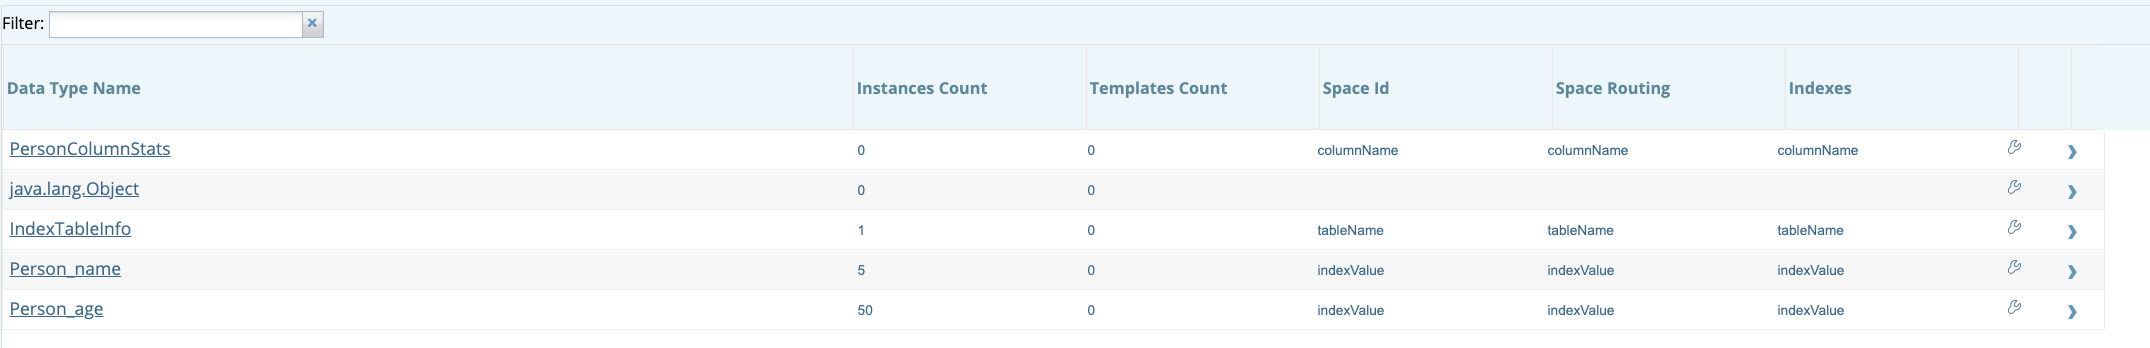 Filter:
Data Type Name Instances Count Templates Count Space Id Space Routing Indexes
PersonColumnStats 0 0 columnName columnName columnName
java.lang.Object 0 0
IndexTableInfo 1 0 tableName tableName tableName
Person_name 5 0 indexValue indexValue indexValue
Person_age 50 0 indexValue indexValue indexValue